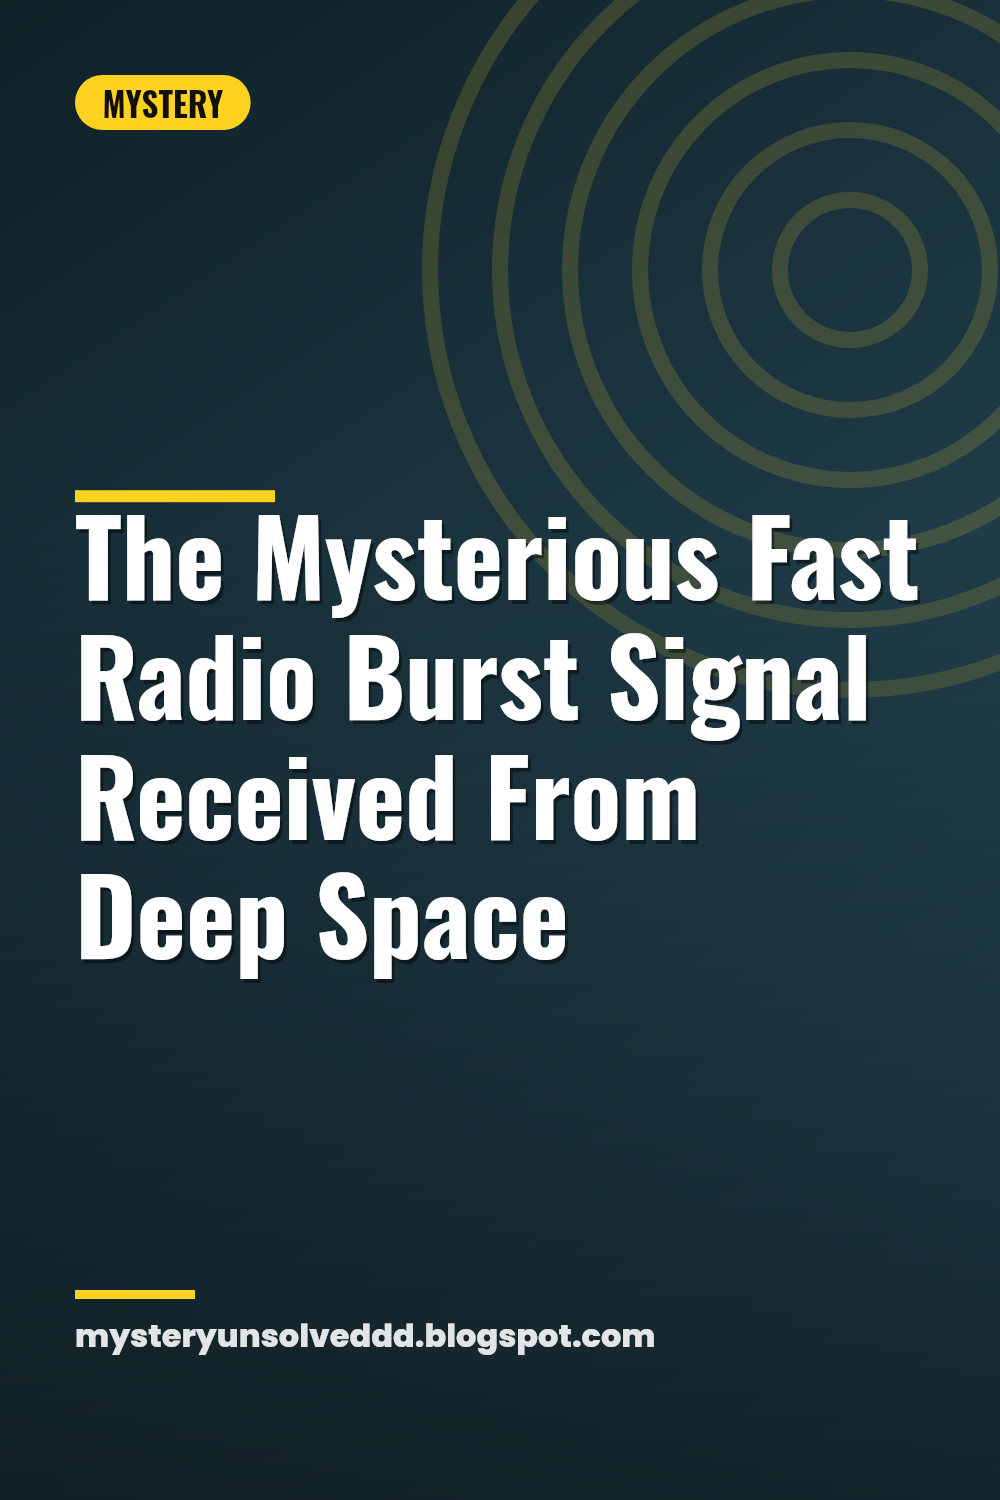 MYSTERY
The Mysterious Fast
Radio Burst Signal
Received From
Deep Space
mysteryunsolveddd.blogspot.com